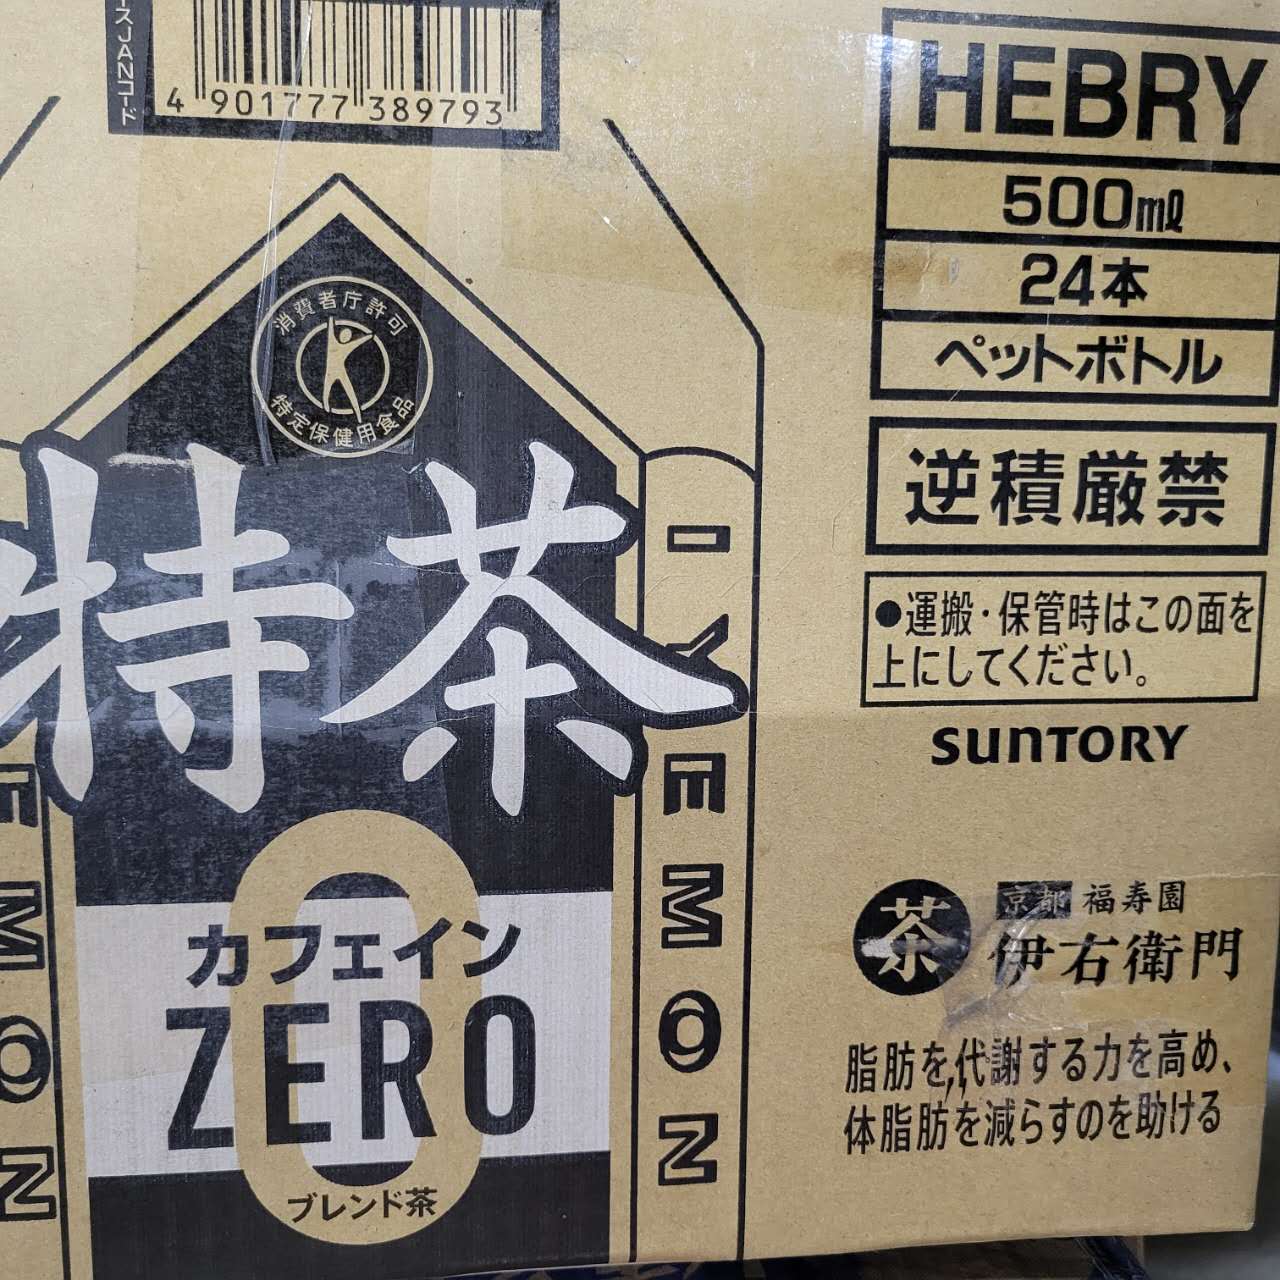 ースJANコード
4 901777 389793
HEBRY
500ml
24本
ペットボトル
逆積厳禁
●運搬・保管時はこの面を
上にしてください。
SUNTORY
消費者庁許可
特定保健用食品
特茶
カフェイン
ZERO
0
ブレンド茶
IYEMON
EMON
茶
京都 福寿園
伊右衛門
脂肪を代謝する力を高め、
体脂肪を減らすのを助ける